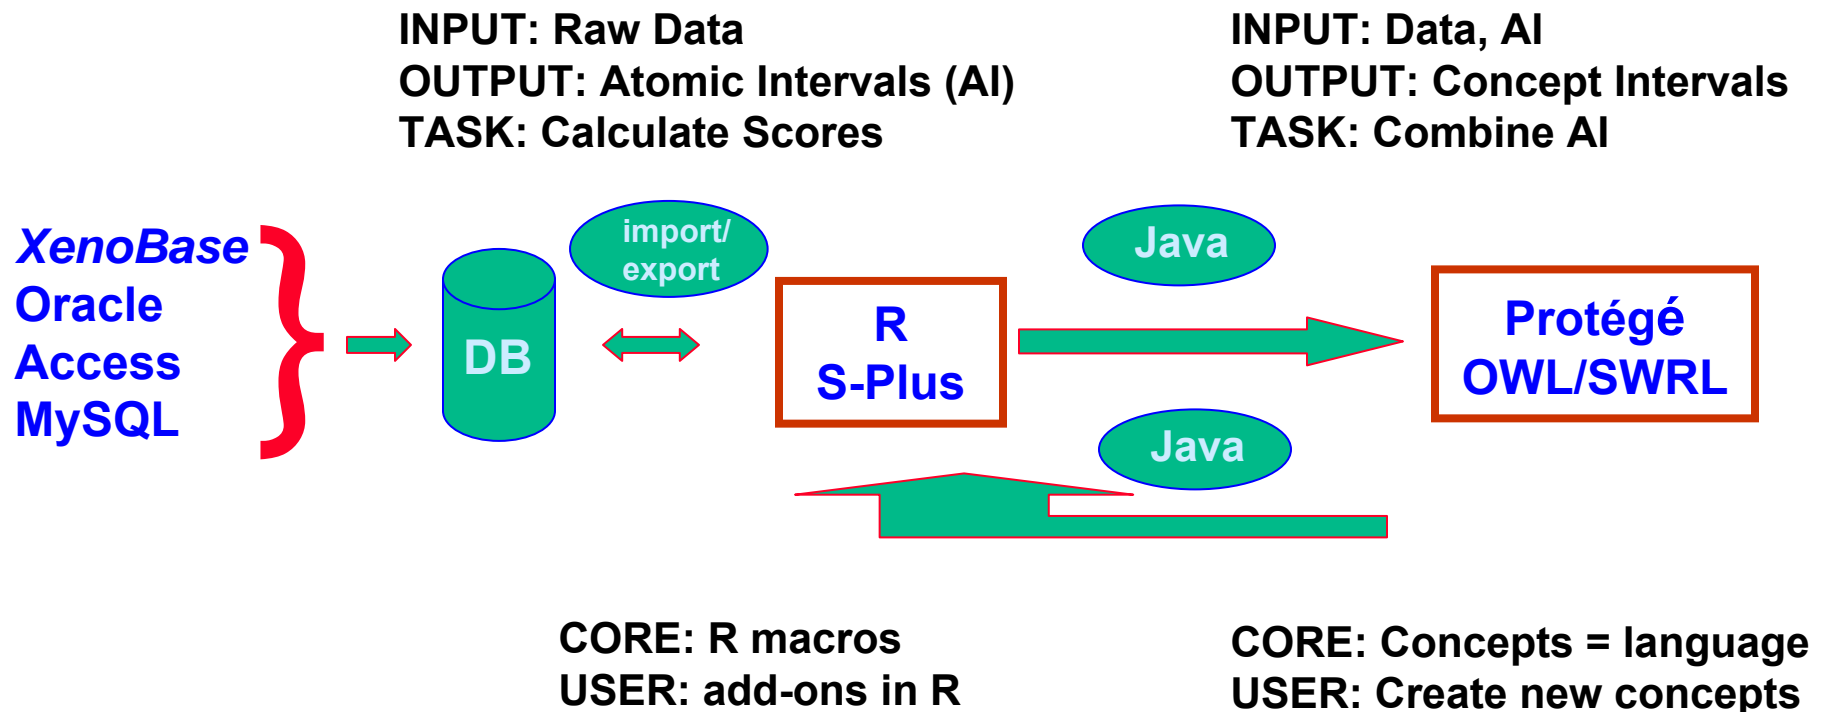 INPUT: Raw Data
OUTPUT: Atomic Intervals (AI)
TASK: Calculate Scores
INPUT: Data, AI
OUTPUT: Concept Intervals
TASK: Combine AI
XenoBase
Oracle
Access
MySQL
DB
import/
export
R
S-Plus
Java
Java
Protégé
OWL/SWRL
CORE: R macros
USER: add-ons in R
CORE: Concepts = language
USER: Create new concepts